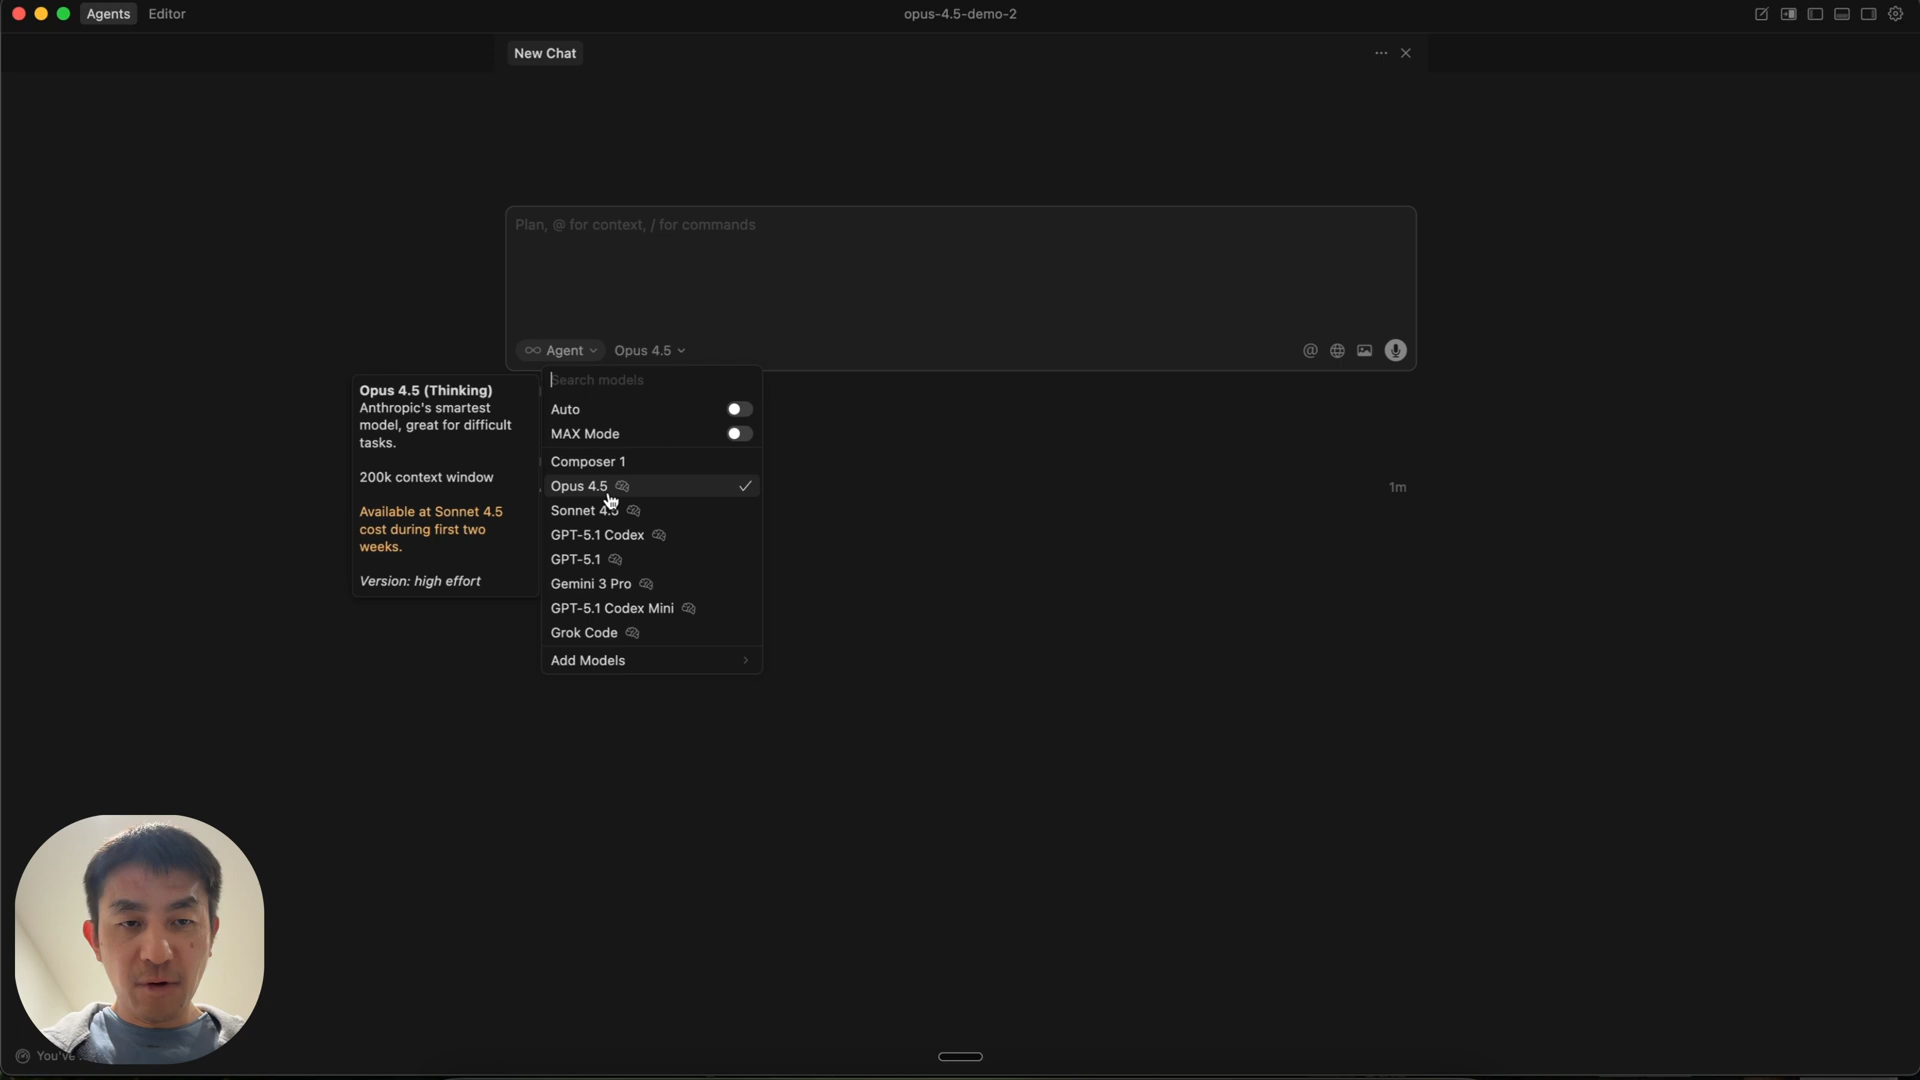 Agents Editor opus-4.5-demo-2
New Chat
Plan, @ for context, / for commands
Agent Opus 4.5
Search models
Auto
MAX Mode
Composer 1
Opus 4.5
Sonnet 4.5
GPT-5.1 Codex
GPT-5.1
Gemini 3 Pro
GPT-5.1 Codex Mini
Grok Code
Add Models
Opus 4.5 (Thinking)
Anthropic's smartest
model, great for difficult
tasks.
200k context window
Available at Sonnet 4.5
cost during first two
weeks.
Version: high effort
1m
You've